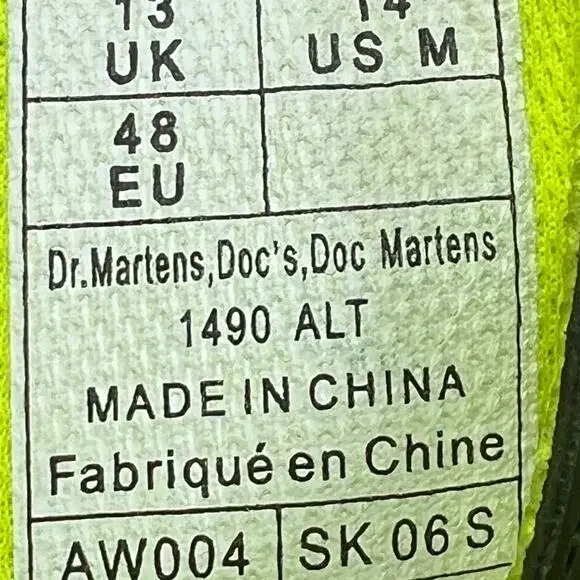 13 14
UK US M
48
EU
Dr.Martens,Doc's,Doc Martens
1490 ALT
MADE IN CHINA
Fabriqué en Chine
AW004 SK 06 S